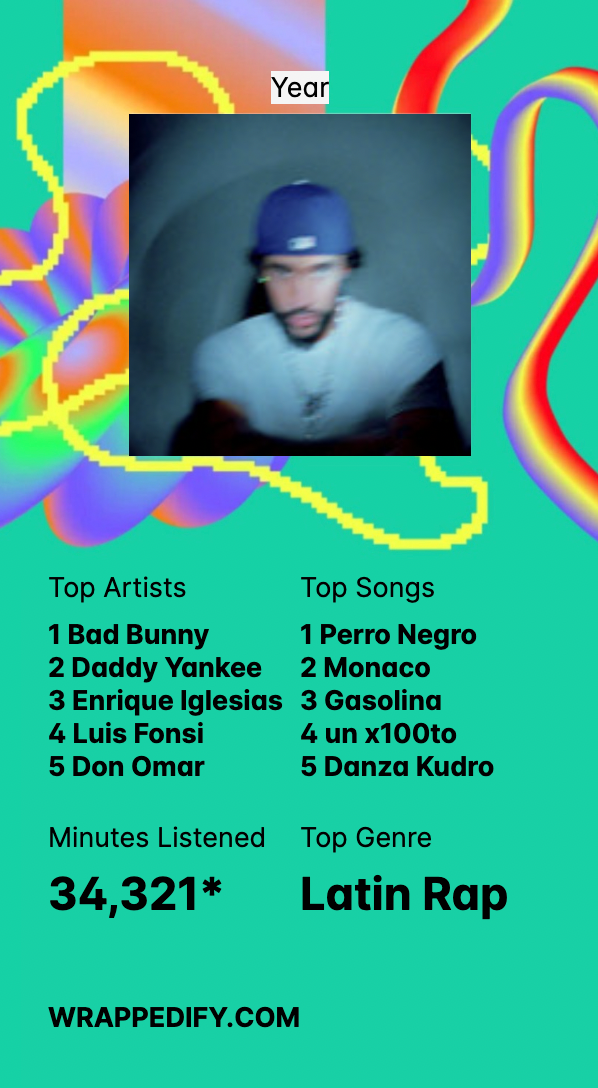 Year
Top Artists
1 Bad Bunny
2 Daddy Yankee
3 Enrique Iglesias
4 Luis Fonsi
5 Don Omar
Top Songs
1 Perro Negro
2 Monaco
3 Gasolina
4 un x100to
5 Danza Kudro
Minutes Listened
34,321*
Top Genre
Latin Rap
WRAPPEDIFY.COM